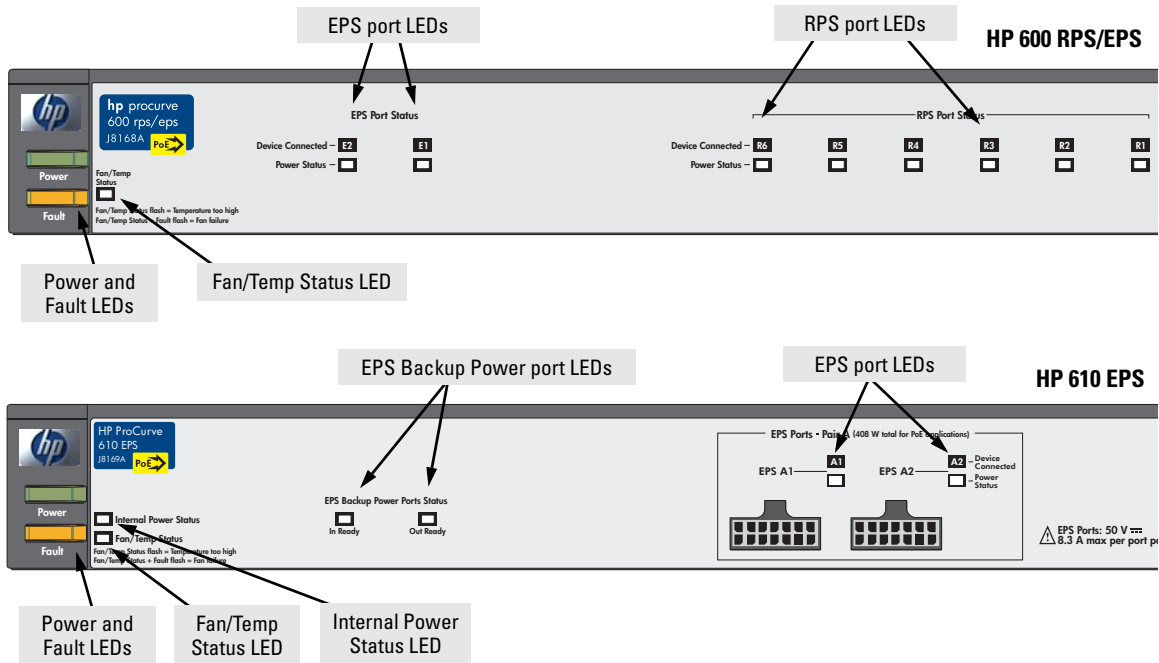 EPS port LEDs
RPS port LEDs
HP 600 RPS/EPS
hp
hp procurve
600 rps/eps
J8168A PoE
EPS Port Status
RPS Port Status
Device Connected – E2 E1
Device Connected – R6 R5 R4 R3 R2 R1
Power Status –
Power Status –
Power
Fan/Temp
Status
Fault
Fan/Temp Status flash = Temperature too high
Fan/Temp Status + Fault flash = Fan failure
Power and
Fault LEDs
Fan/Temp Status LED
EPS Backup Power port LEDs
EPS port LEDs
HP 610 EPS
hp
HP ProCurve
610 EPS
J8169A PoE
EPS Ports - Pair A (408 W total for PoE applications)
EPS A1 A1
EPS A2 A2
Device
Connected
Power
Status
EPS Backup Power Ports Status
In Ready Out Ready
Power
Internal Power Status
Fault
Fan/Temp Status
Fan/Temp Status flash = Temperature too high
Fan/Temp Status + Fault flash = Fan failure
EPS Ports: 50 V
8.3 A max per port
Power and
Fault LEDs
Fan/Temp
Status LED
Internal Power
Status LED